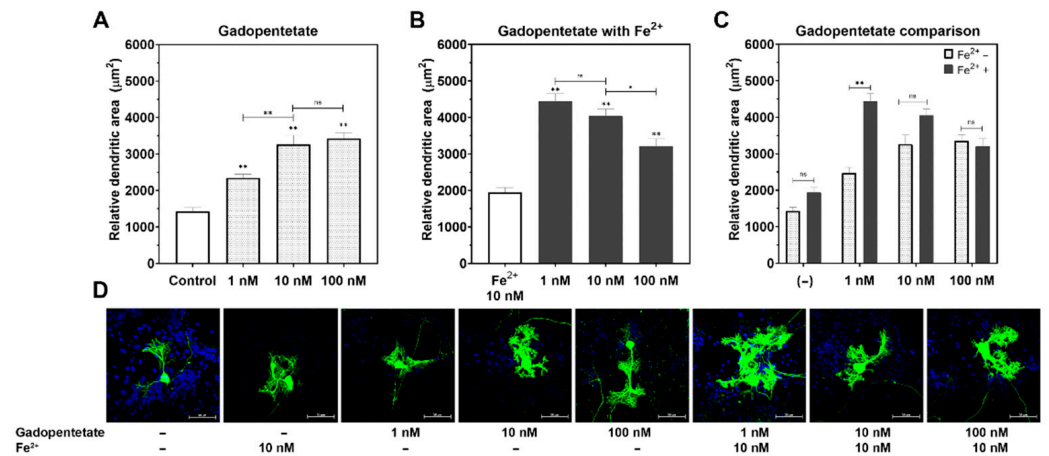 A
Gadopentetate
Relative dendritic area (μm²)
6000
5000
4000
3000
2000
1000
0
**
ns
**
**
**
Control 1 nM 10 nM 100 nM
B
Gadopentetate with Fe²⁺
Relative dendritic area (μm²)
6000
5000
4000
3000
2000
1000
0
ns
*
**
**
**
Fe²⁺ 1 nM 10 nM 100 nM
10 nM
C
Gadopentetate comparison
Relative dendritic area (μm²)
6000
5000
4000
3000
2000
1000
0
Fe²⁺ −
Fe²⁺ +
ns
**
ns
ns
(−) 1 nM 10 nM 100 nM
D
Gadopentetate − − 1 nM 10 nM 100 nM 1 nM 10 nM 100 nM
Fe²⁺ − 10 nM − − − 10 nM 10 nM 10 nM